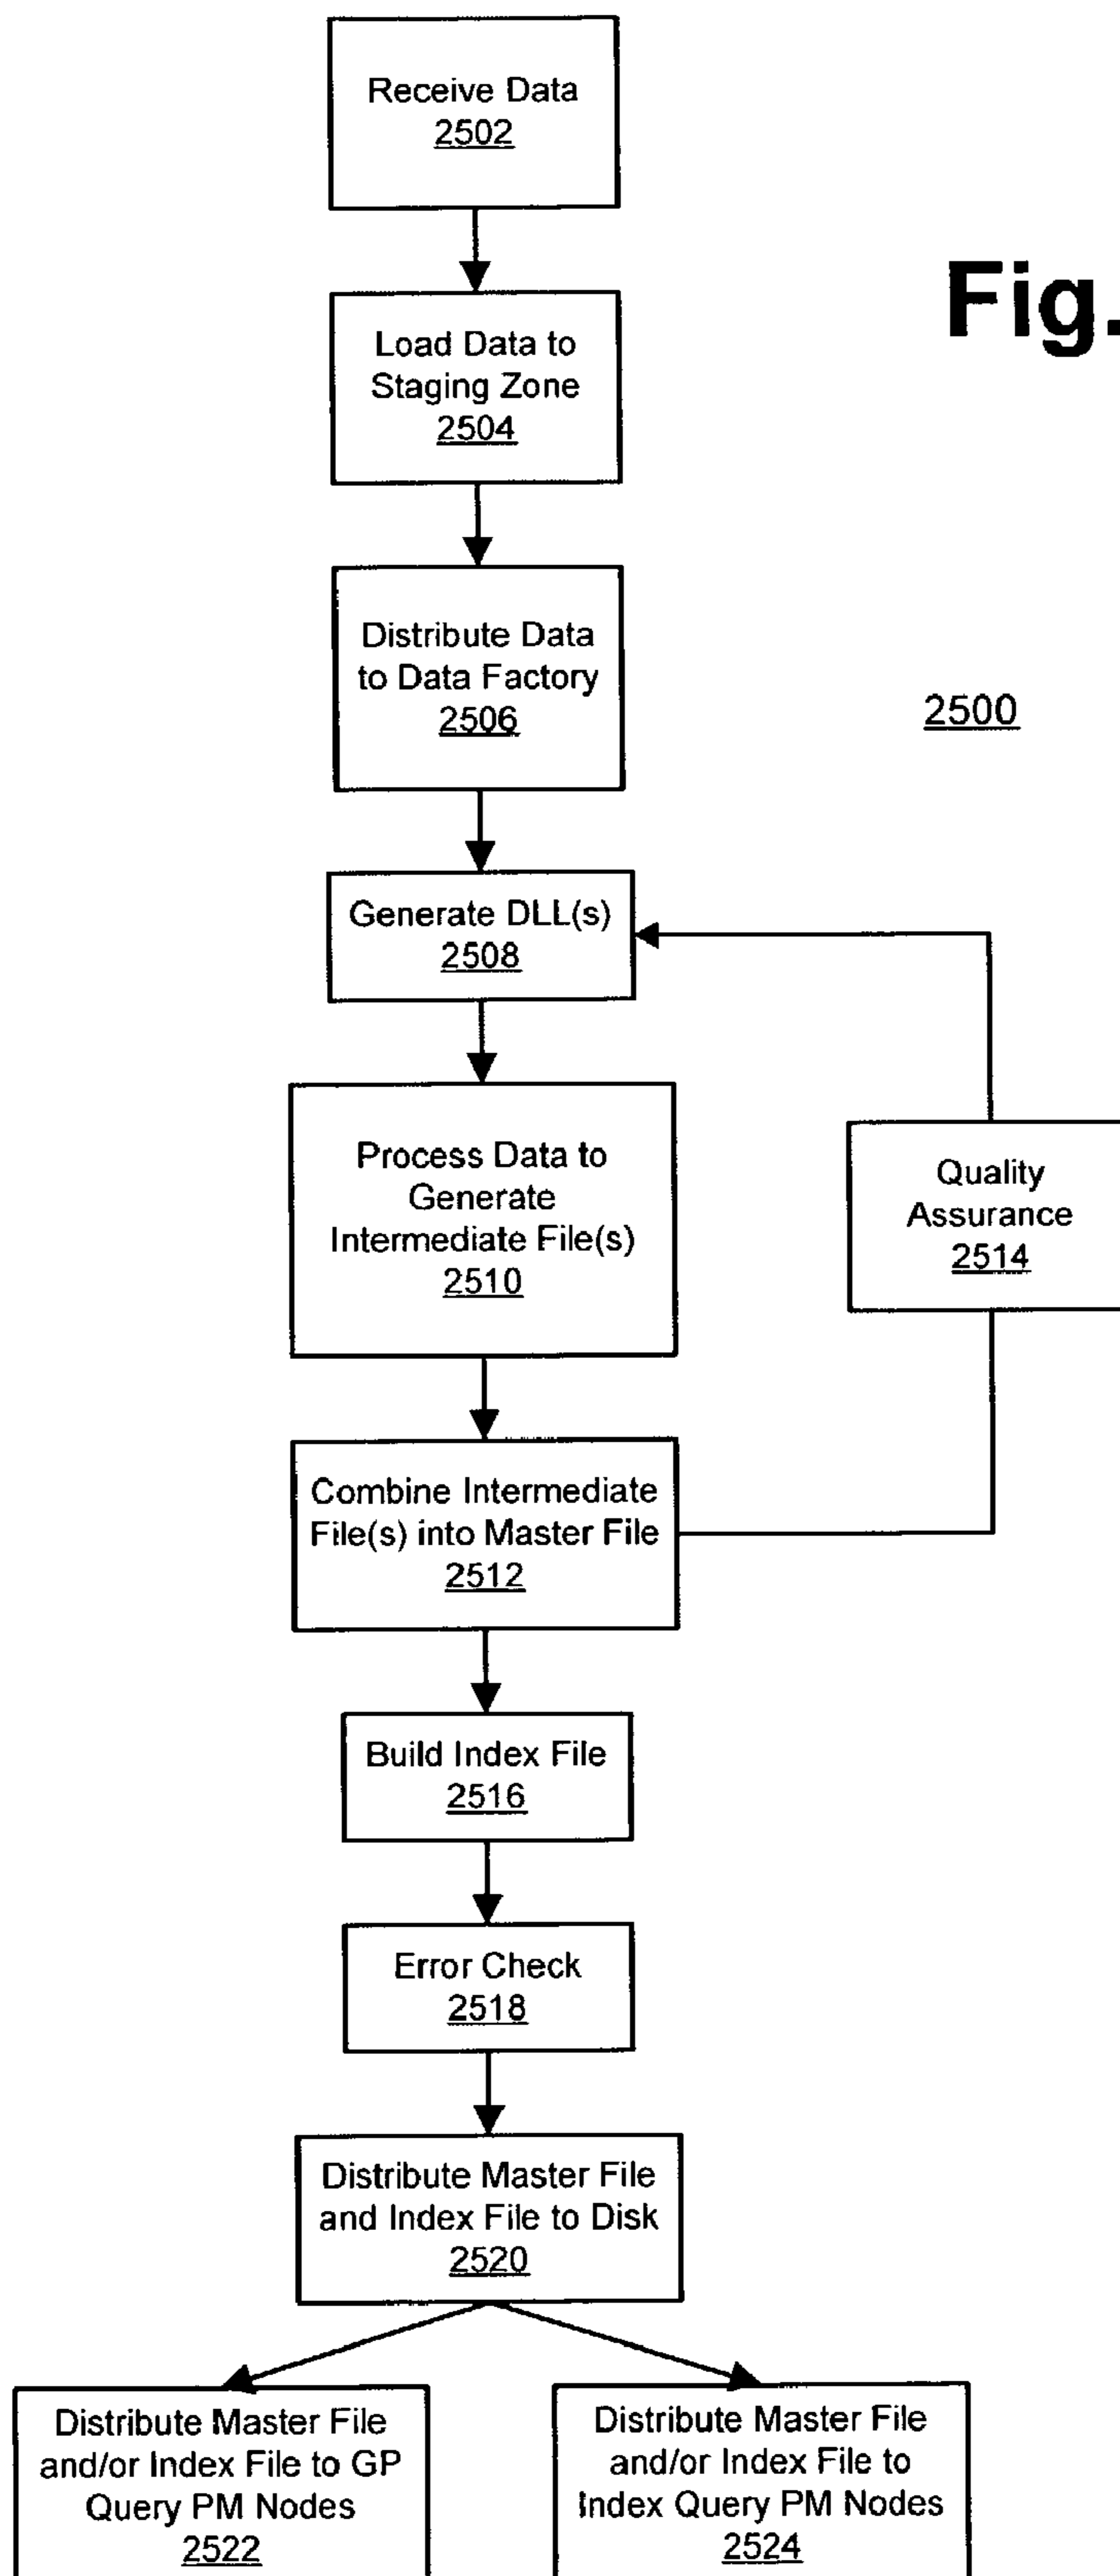 Receive Data
2502
Fig.
Load Data to
Staging Zone
2504
Distribute Data
to Data Factory
2506
2500
Generate DLL(s)
2508
Process Data to
Generate
Intermediate File(s)
2510
Quality
Assurance
2514
Combine Intermediate
File(s) into Master File
2512
Build Index File
2516
Error Check
2518
Distribute Master File
and Index File to Disk
2520
Distribute Master File
and/or Index File to GP
Query PM Nodes
2522
Distribute Master File
and/or Index File to
Index Query PM Nodes
2524